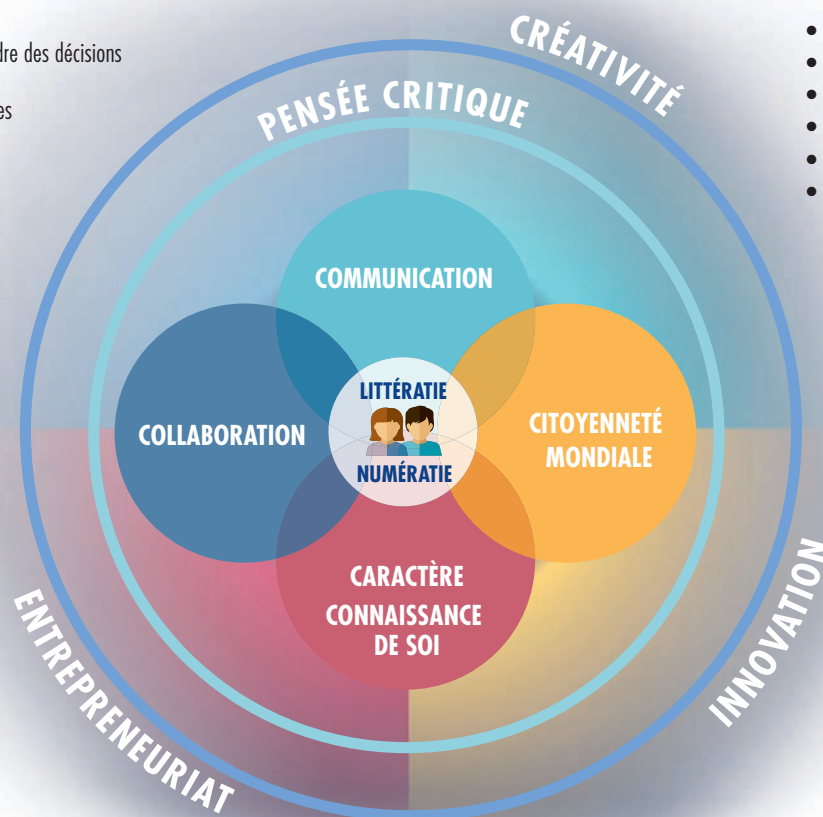 dre des décisions
es
CRÉATIVITÉ
PENSÉE CRITIQUE
COMMUNICATION
LITTÉRATIE
COLLABORATION
CITOYENNETÉ
MONDIALE
NUMÉRATIE
CARACTÈRE
CONNAISSANCE
DE SOI
ENTREPRENEURIAT
INNOVATION